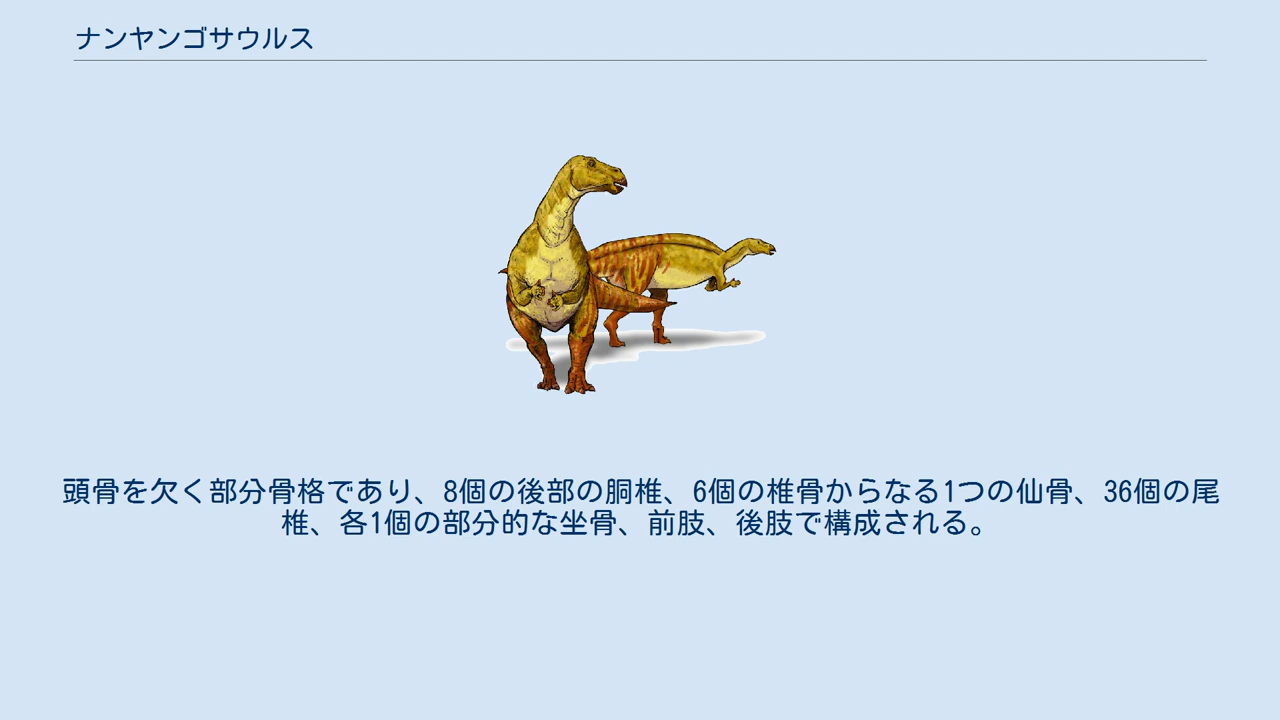 ナンヤンゴサウルス
頭骨を欠く部分骨格であり、8個の後部の胴椎、6個の椎骨からなる1つの仙骨、36個の尾
椎、各1個の部分的な坐骨、前肢、後肢で構成される。